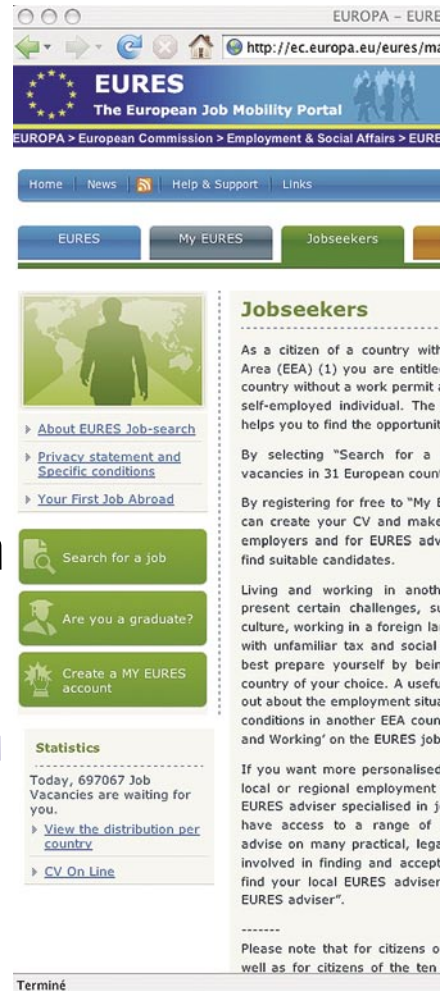 EUROPA – EURE
http://ec.europa.eu/eures/ma
EURES
The European Job Mobility Portal
EUROPA > European Commission > Employment & Social Affairs > EURE
Home News Help & Support Links
EURES My EURES Jobseekers
About EURES Job-search
Privacy statement and
Specific conditions
Your First Job Abroad
Search for a job
Are you a graduate?
Create a MY EURES
account
Statistics
Today, 697067 Job
Vacancies are waiting for
you.
View the distribution per
country
CV On Line
Jobseekers
As a citizen of a country with
Area (EEA) (1) you are entitle
country without a work permit a
self-employed individual. The
helps you to find the opportunit
By selecting "Search for a
vacancies in 31 European coun
By registering for free to "My E
can create your CV and make
employers and for EURES adv
find suitable candidates.
Living and working in anoth
present certain challenges, su
culture, working in a foreign la
with unfamiliar tax and social
best prepare yourself by bein
country of your choice. A usefu
out about the employment situa
conditions in another EEA coun
and Working' on the EURES job
If you want more personalised
local or regional employment
EURES adviser specialised in j
have access to a range of
advise on many practical, lega
involved in finding and accept
find your local EURES adviser
EURES adviser".
-------
Please note that for citizens o
well as for citizens of the ten
Terminé